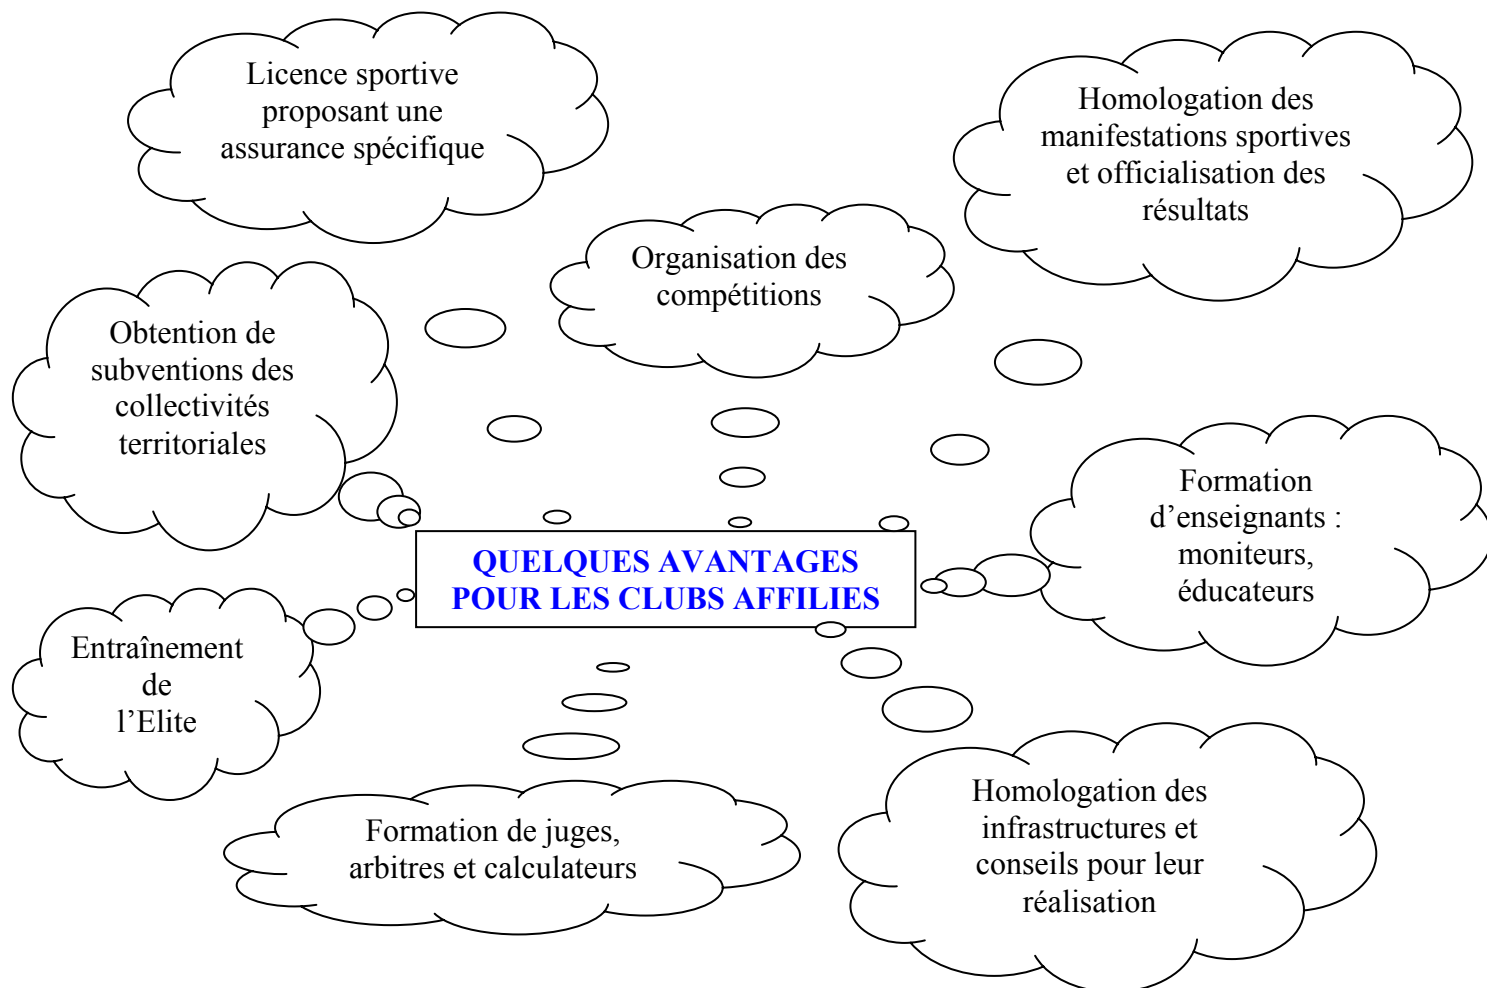 Licence sportive
proposant une
assurance spécifique
Homologation des
manifestations sportives
et officialisation des
résultats
Organisation des
compétitions
Obtention de
subventions des
collectivités
territoriales
Formation
d’enseignants :
moniteurs,
éducateurs
QUELQUES AVANTAGES
POUR LES CLUBS AFFILIES
Entraînement
de
l’Elite
Formation de juges,
arbitres et calculateurs
Homologation des
infrastructures et
conseils pour leur
réalisation